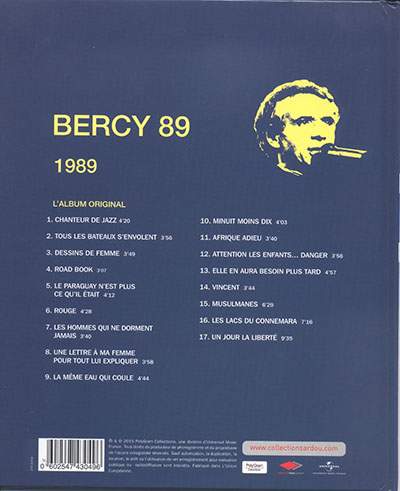 BERCY 89
1989
L'ALBUM ORIGINAL
1. CHANTEUR DE JAZZ 4'20
2. TOUS LES BATEAUX S'ENVOLENT 3'56
3. DESSINS DE FEMME 3'49
4. ROAD BOOK 3'07
5. LE PARAGUAY N'EST PLUS
CE QU'IL ÉTAIT 4'12
6. ROUGE 4'28
7. LES HOMMES QUI NE DORMENT
JAMAIS 3'40
8. UNE LETTRE À MA FEMME
POUR TOUT LUI EXPLIQUER 3'58
9. LA MÊME EAU QUI COULE 4'44
10. MINUIT MOINS DIX 4'03
11. AFRIQUE ADIEU 3'40
12. ATTENTION LES ENFANTS... DANGER 3'56
13. ELLE EN AURA BESOIN PLUS TARD 4'57
14. VINCENT 3'44
15. MUSULMANES 6'29
16. LES LACS DU CONNEMARA 7'16
17. UN JOUR LA LIBERTÉ 9'35
0 602547 430496
www.collectionsardou.com
UNIVERSAL